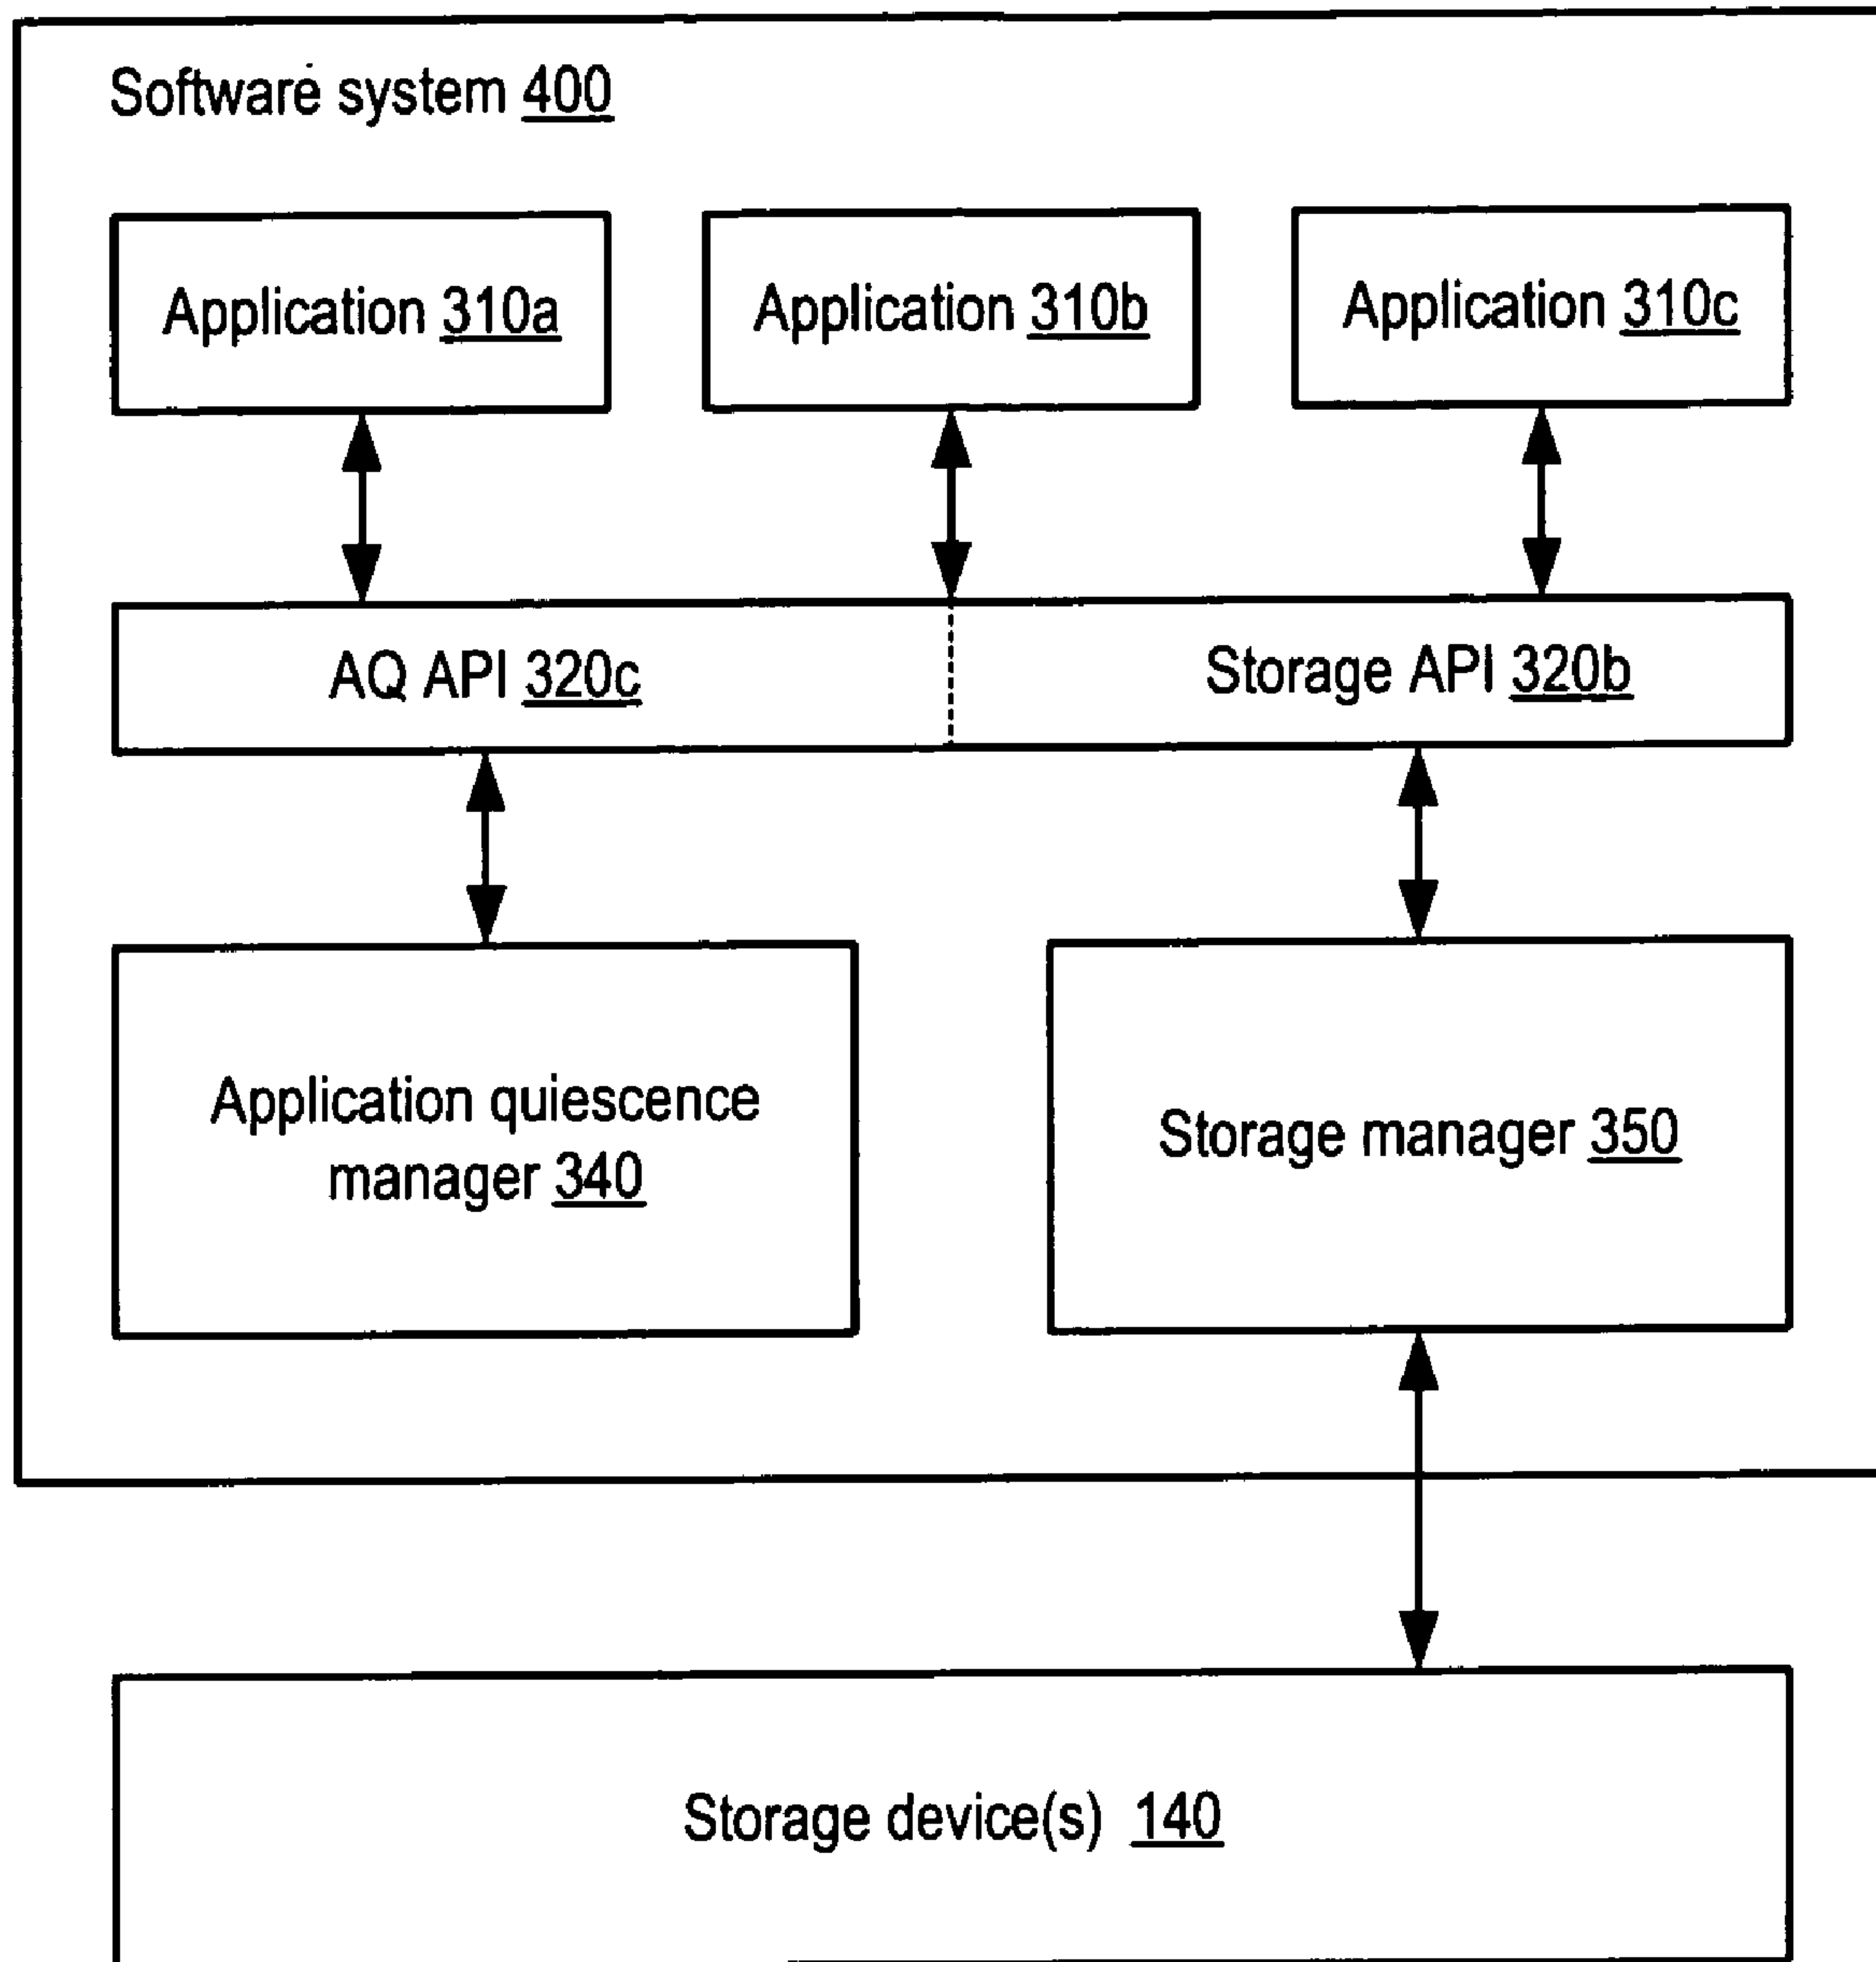 Software system 400
Application 310a
Application 310b
Application 310c
AQ API 320c
Storage API 320b
Application quiescence
manager 340
Storage manager 350
Storage device(s) 140